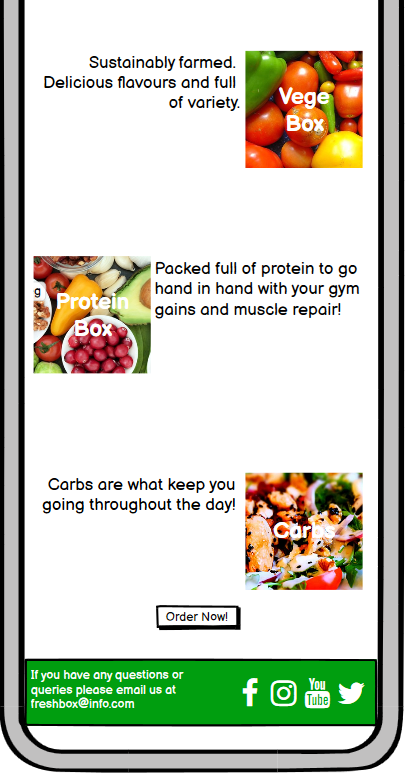 Sustainably farmed.
Delicious flavours and full
of variety.
Vege
Box
Packed full of protein to go
hand in hand with your gym
gains and muscle repair!
g
Protein
Box
Carbs are what keep you
going throughout the day!
Carbs
Order Now!
If you have any questions or
queries please email us at
freshbox@info.com
You
Tube